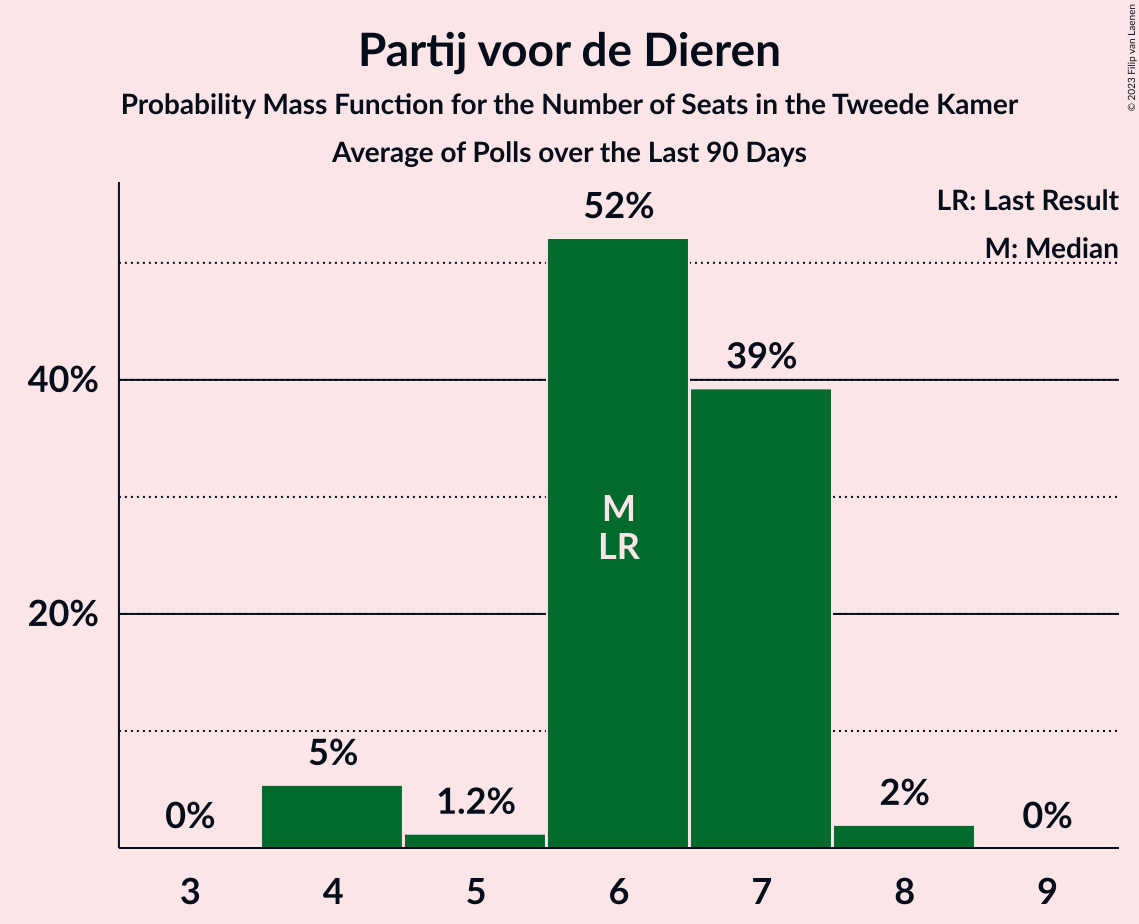 Partij voor de Dieren
Probability Mass Function for the Number of Seats in the Tweede Kamer
Average of Polls over the Last 90 Days
© 2023 Filip van Laenen
LR: Last Result
M: Median
52%
39%
40%
M
LR
20%
5%
1.2%
2%
0%
0%
3 4 5 6 7 8 9